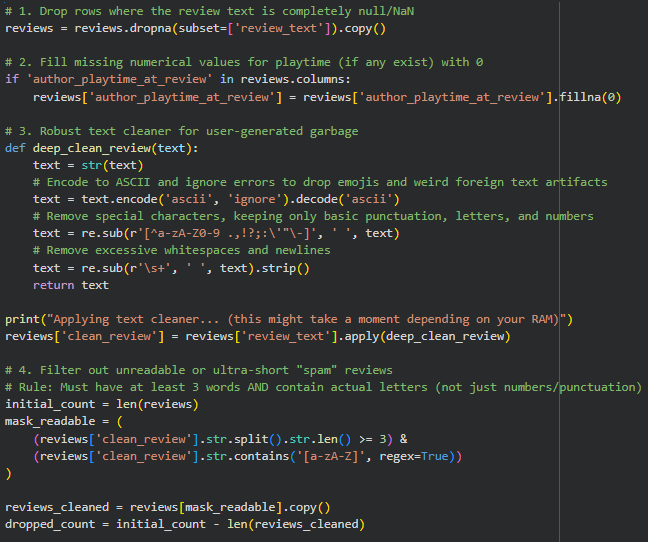 # 1. Drop rows where the review text is completely null/NaN
reviews = reviews.dropna(subset=['review_text']).copy()

# 2. Fill missing numerical values for playtime (if any exist) with 0
if 'author_playtime_at_review' in reviews.columns:
    reviews['author_playtime_at_review'] = reviews['author_playtime_at_review'].fillna(0)

# 3. Robust text cleaner for user-generated garbage
def deep_clean_review(text):
    text = str(text)
    # Encode to ASCII and ignore errors to drop emojis and weird foreign text artifacts
    text = text.encode('ascii', 'ignore').decode('ascii')
    # Remove special characters, keeping only basic punctuation, letters, and numbers
    text = re.sub(r'[^a-zA-Z0-9 .,!?;:\'"\-]', ' ', text)
    # Remove excessive whitespaces and newlines
    text = re.sub(r'\s+', ' ', text).strip()
    return text

print("Applying text cleaner... (this might take a moment depending on your RAM)")
reviews['clean_review'] = reviews['review_text'].apply(deep_clean_review)

# 4. Filter out unreadable or ultra-short "spam" reviews
# Rule: Must have at least 3 words AND contain actual letters (not just numbers/punctuation)
initial_count = len(reviews)
mask_readable = (
    (reviews['clean_review'].str.split().str.len() >= 3) &
    (reviews['clean_review'].str.contains('[a-zA-Z]', regex=True))
)

reviews_cleaned = reviews[mask_readable].copy()
dropped_count = initial_count - len(reviews_cleaned)